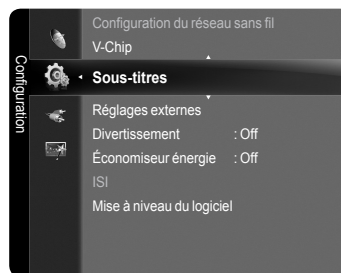 Configuration
Configuration du réseau sans fil
V-Chip
Sous-titres
Réglages externes
Divertissement : Off
Économiseur énergie : Off
ISI
Mise à niveau du logiciel